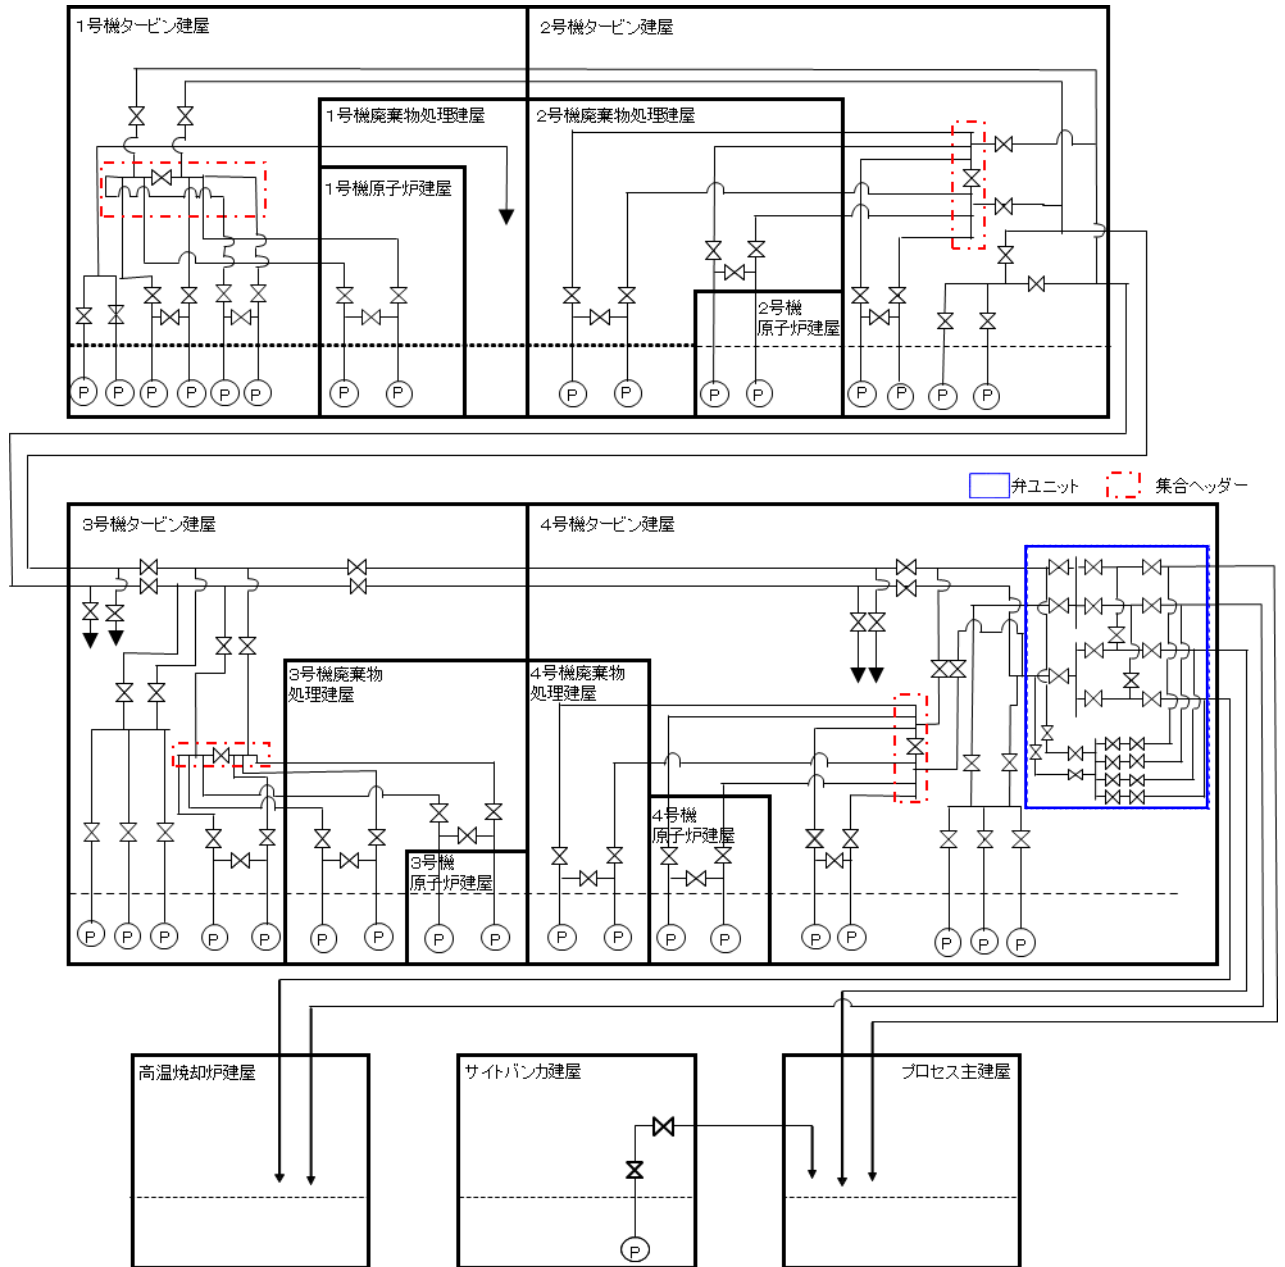 1号機タービン建屋
2号機タービン建屋
1号機廃棄物処理建屋
2号機廃棄物処理建屋
1号機原子炉建屋
2号機
原子炉建屋
P P P P P P P P P P P P P P P P
弁ユニット
集合ヘッダー
3号機タービン建屋
4号機タービン建屋
3号機廃棄物
処理建屋
4号機廃棄物
処理建屋
3号機
原子炉建屋
4号機
原子炉建屋
P P P P P P P P P P P P P P P P P P
高温焼却炉建屋
サイトバンカ建屋
プロセス主建屋
P